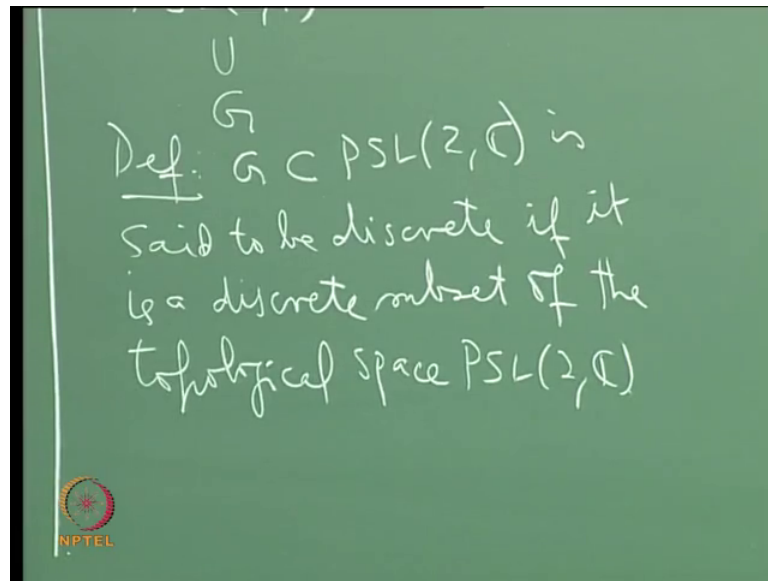 U
G
Def: G ⊂ PSL(2, ℂ) is
said to be discrete if it
is a discrete subset of the
topological space PSL(2, ℂ)
NPTEL